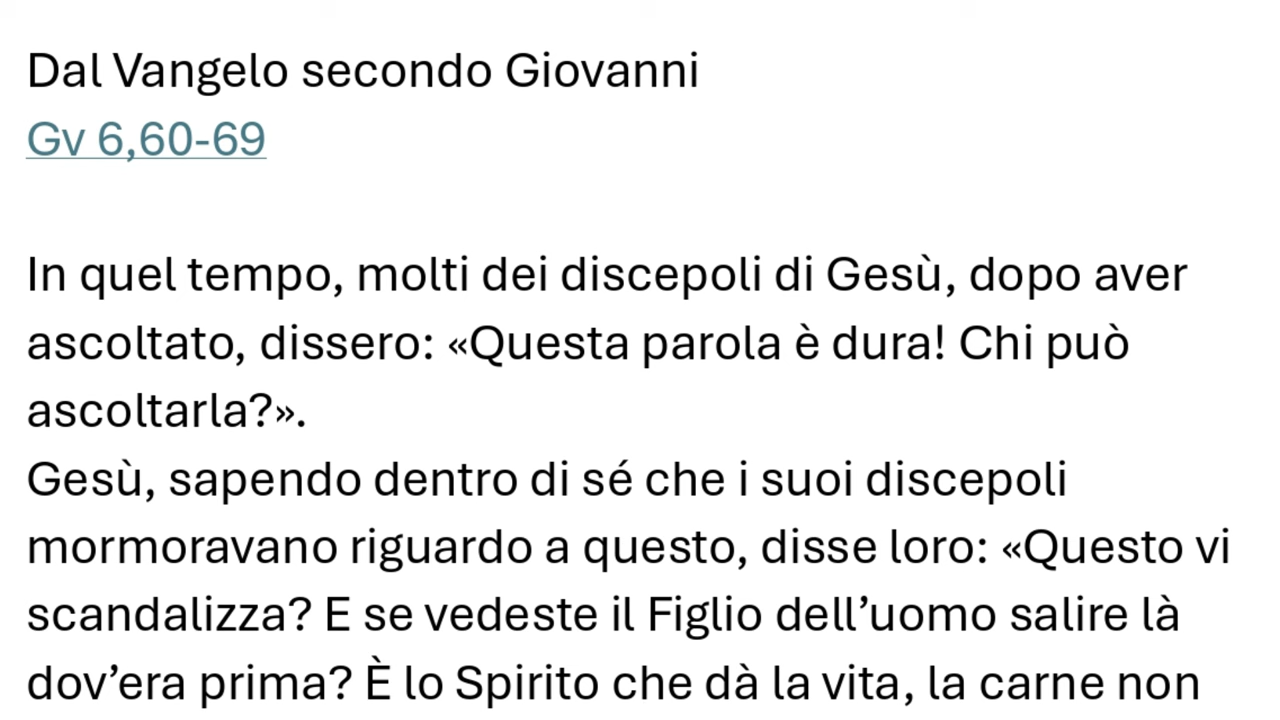 Dal Vangelo secondo Giovanni
Gv 6,60-69
In quel tempo, molti dei discepoli di Gesù, dopo aver
ascoltato, dissero: «Questa parola è dura! Chi può
ascoltarla?».
Gesù, sapendo dentro di sé che i suoi discepoli
mormoravano riguardo a questo, disse loro: «Questo vi
scandalizza? E se vedeste il Figlio dell’uomo salire là
dov’era prima? È lo Spirito che dà la vita, la carne non